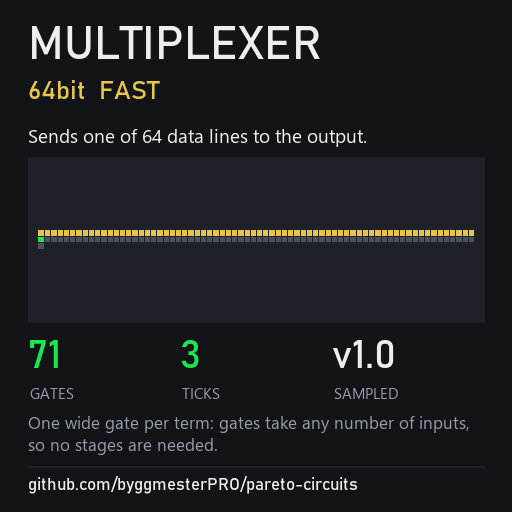 MULTIPLEXER
64bit FAST
Sends one of 64 data lines to the output.
71 3 v1.0
GATES TICKS SAMPLED
One wide gate per term: gates take any number of inputs,
so no stages are needed.
github.com/byggmesterPRO/pareto-circuits